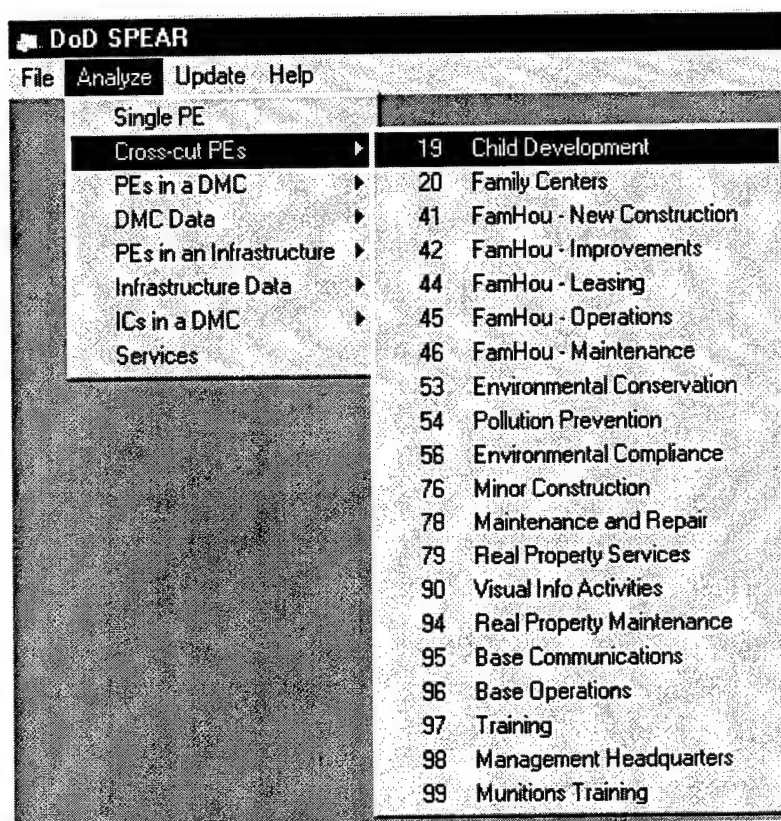 DoD SPEAR
File Analyze Update Help
Single PE
Cross-cut PEs
PEs in a DMC
DMC Data
PEs in an Infrastructure
Infrastructure Data
ICs in a DMC
Services
19 Child Development
20 Family Centers
41 FamHou - New Construction
42 FamHou - Improvements
44 FamHou - Leasing
45 FamHou - Operations
46 FamHou - Maintenance
53 Environmental Conservation
54 Pollution Prevention
56 Environmental Compliance
76 Minor Construction
78 Maintenance and Repair
79 Real Property Services
90 Visual Info Activities
94 Real Property Maintenance
95 Base Communications
96 Base Operations
97 Training
98 Management Headquarters
99 Munitions Training